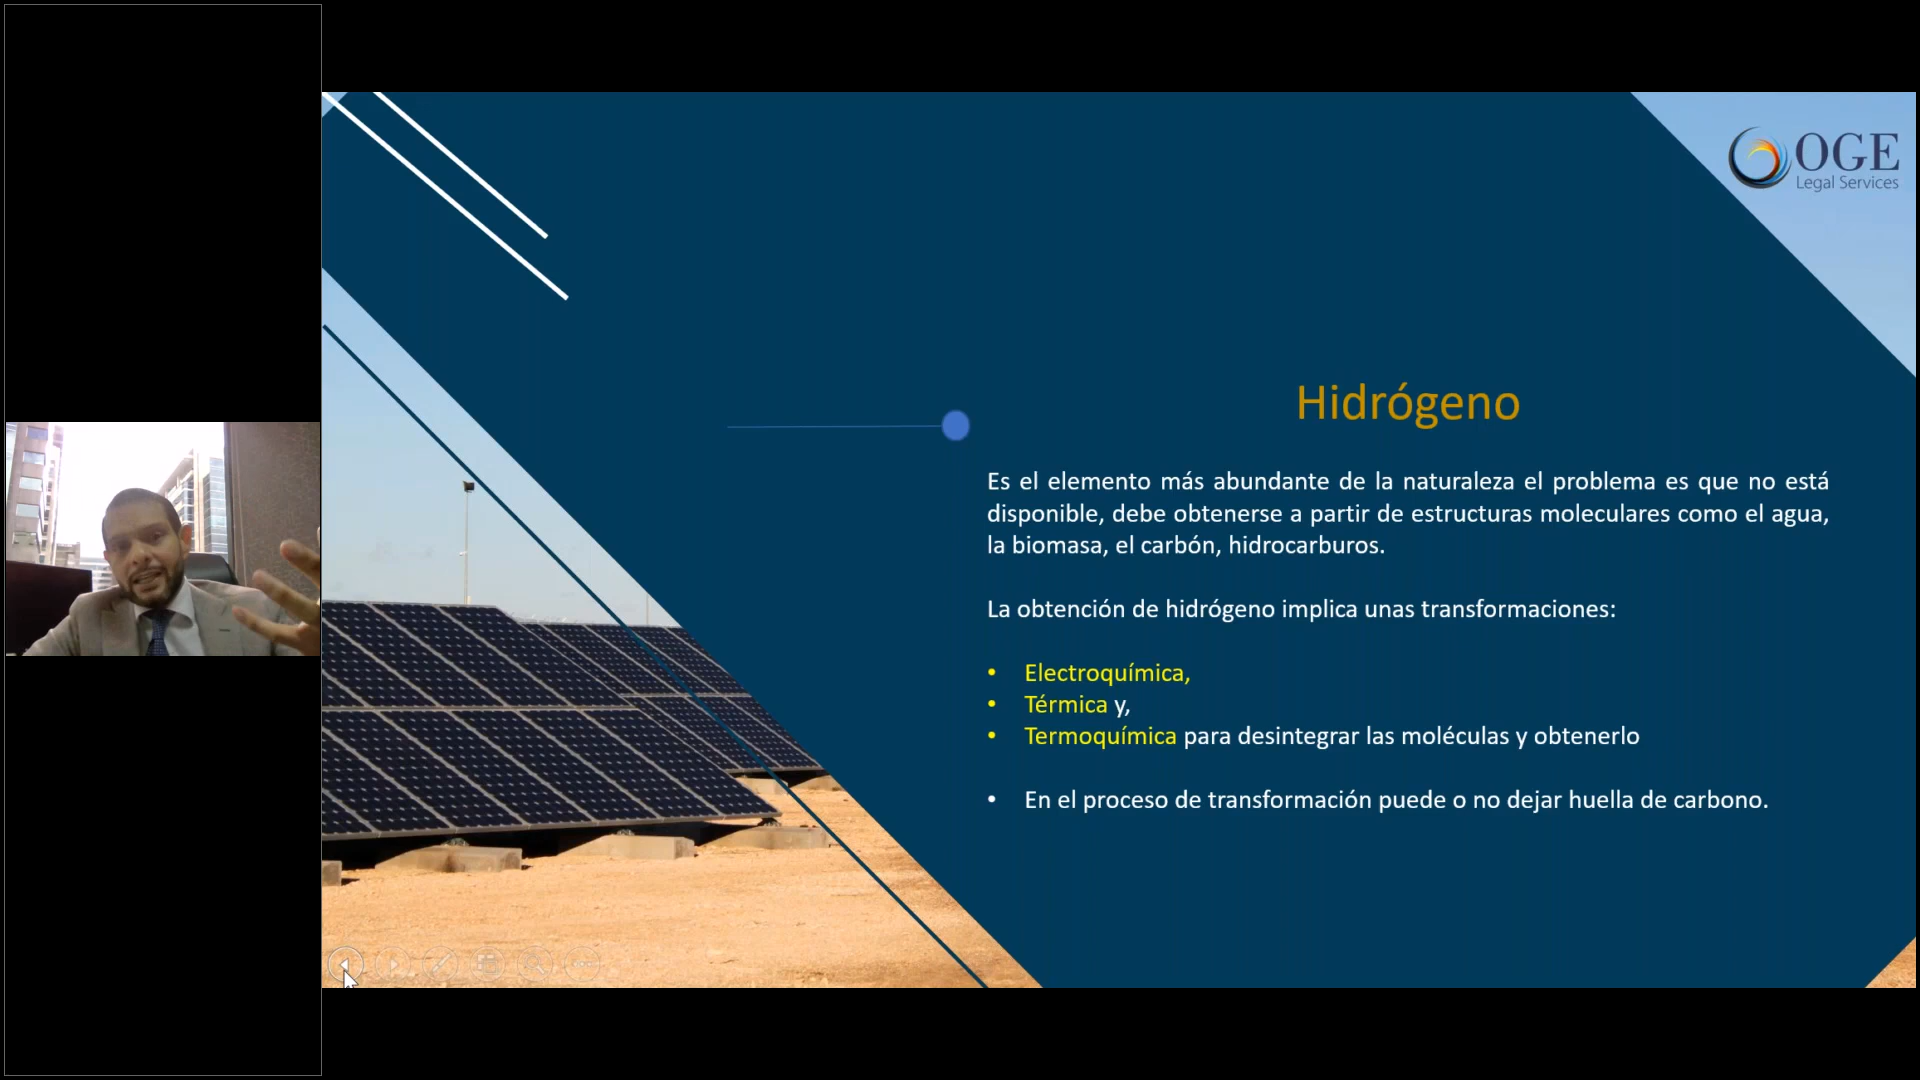 OGE
Legal Services
Hidrógeno
Es el elemento más abundante de la naturaleza el problema es que no está
disponible, debe obtenerse a partir de estructuras moleculares como el agua,
la biomasa, el carbón, hidrocarburos.
La obtención de hidrógeno implica unas transformaciones:
• Electroquímica,
• Térmica y,
• Termoquímica para desintegrar las moléculas y obtenerlo
• En el proceso de transformación puede o no dejar huella de carbono.